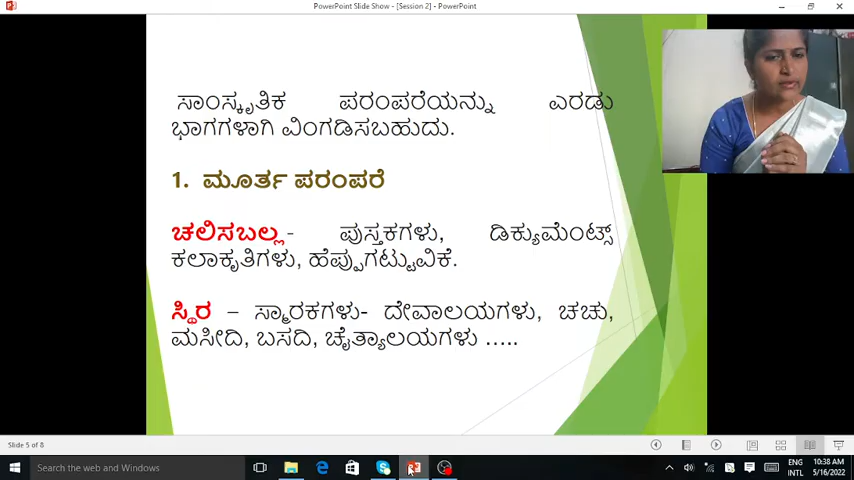 PowerPoint Slide Show - [Session 2] - PowerPoint
ಸಾಂಸ್ಕೃತಿಕ ಪರಂಪರೆಯನ್ನು ಎರಡು
ಭಾಗಗಳಾಗಿ ವಿಂಗಡಿಸಬಹುದು.
1. ಮೂರ್ತ ಪರಂಪರೆ
ಚಲಿಸಬಲ್ಲ - ಪುಸ್ತಕಗಳು, ಡಿಕ್ಯುಮೆಂಟ್ಸ್
ಕಲಾಕೃತಿಗಳು, ಹೆಪ್ಪುಗಟ್ಟುವಿಕೆ.
ಸ್ಥಿರ – ಸ್ಮಾರಕಗಳು- ದೇವಾಲಯಗಳು, ಚರ್ಚು,
ಮಸೀದಿ, ಬಸದಿ, ಚೈತ್ಯಾಲಯಗಳು .....
Slide 5 of 8
Search the web and Windows
ENG
INTL
10:38 AM
5/16/2022